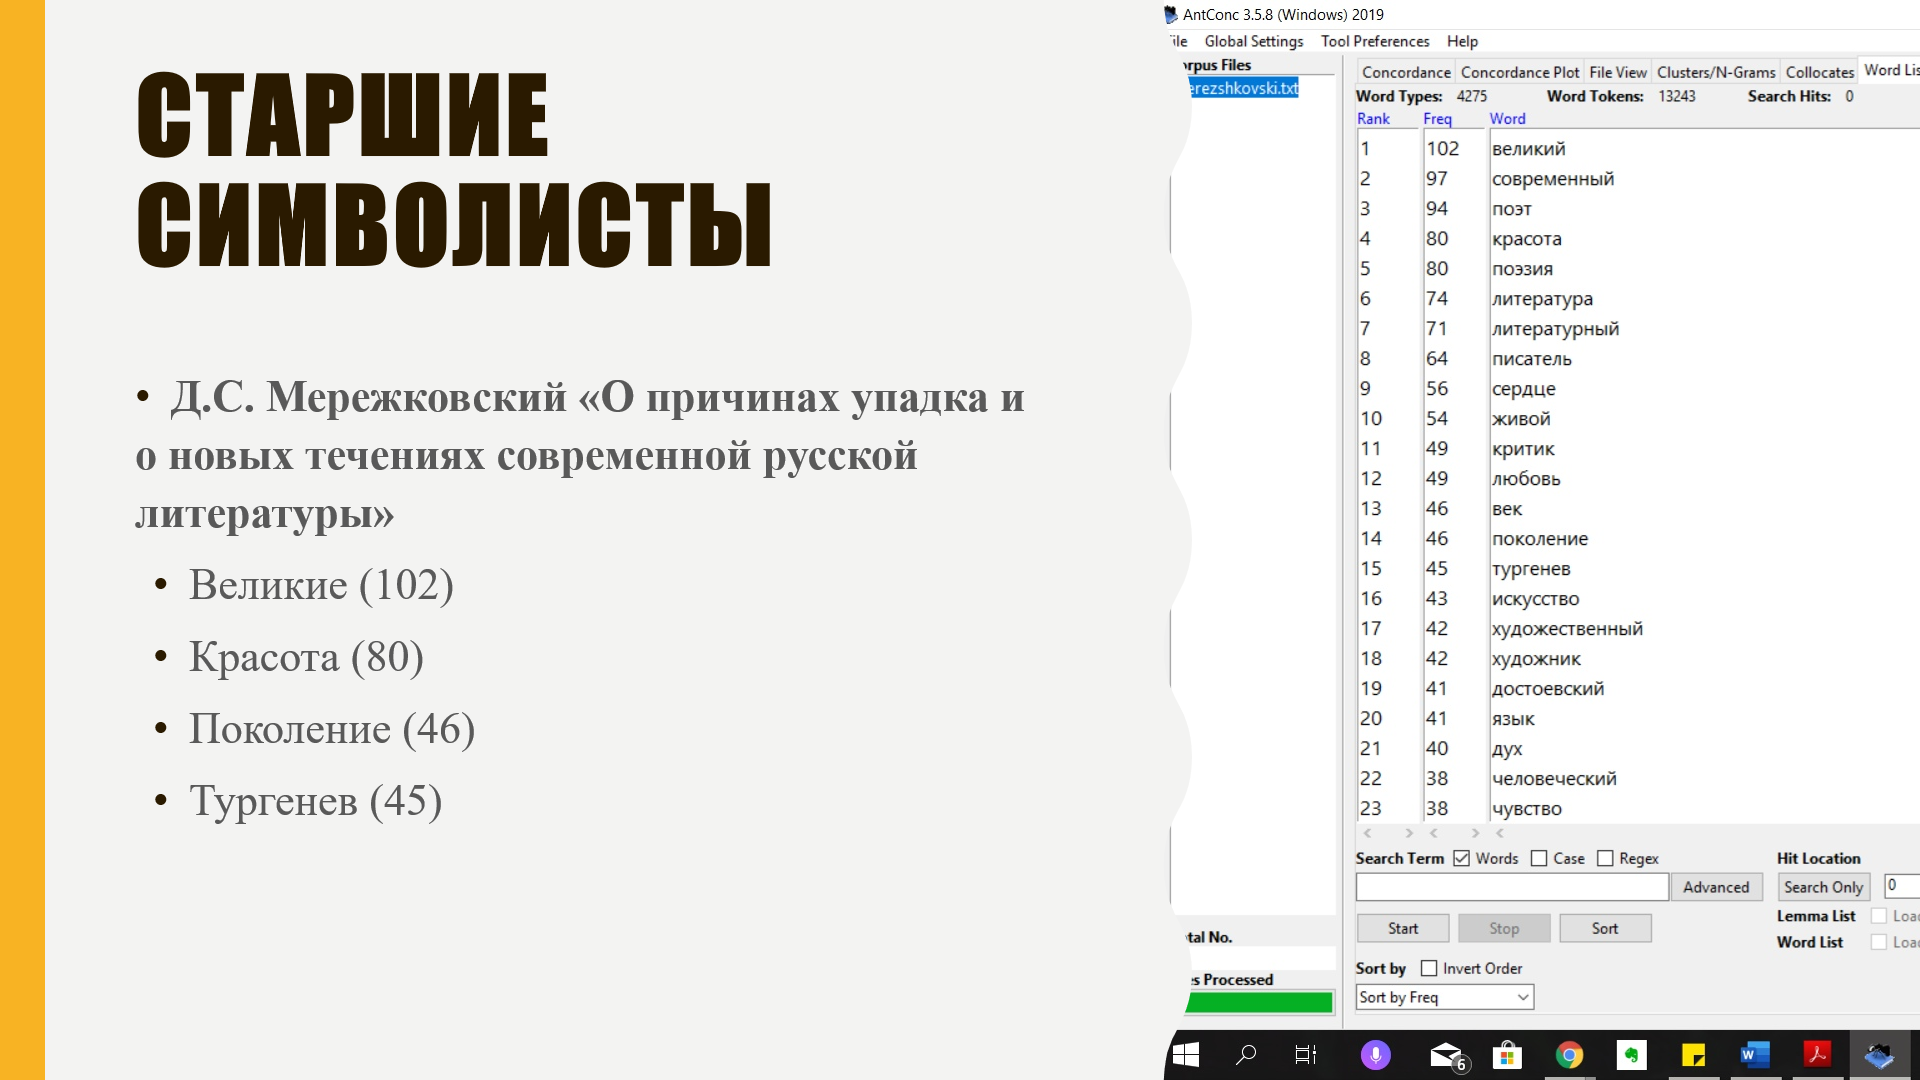 СТАРШИЕ
СИМВОЛИСТЫ
• Д.С. Мережковский «О причинах упадка и
о новых течениях современной русской
литературы»
• Великие (102)
• Красота (80)
• Поколение (46)
• Тургенев (45)
AntConc 3.5.8 (Windows) 2019
ile Global Settings Tool Preferences Help
orpus Files
erezshkovski.txt
Concordance Concordance Plot File View Clusters/N-Grams Collocates Word Lis
Word Types: 4275 Word Tokens: 13243 Search Hits: 0
Rank Freq Word
1 102 великий
2 97 современный
3 94 поэт
4 80 красота
5 80 поэзия
6 74 литература
7 71 литературный
8 64 писатель
9 56 сердце
10 54 живой
11 49 критик
12 49 любовь
13 46 век
14 46 поколение
15 45 тургенев
16 43 искусство
17 42 художественный
18 42 художник
19 41 достоевский
20 41 язык
21 40 дух
22 38 человеческий
23 38 чувство
Search Term Words Case Regex Hit Location
Advanced Search Only 0
Start Stop Sort Lemma List Loa
Word List Loa
tal No.
s Processed
Sort by Invert Order
Sort by Freq
6